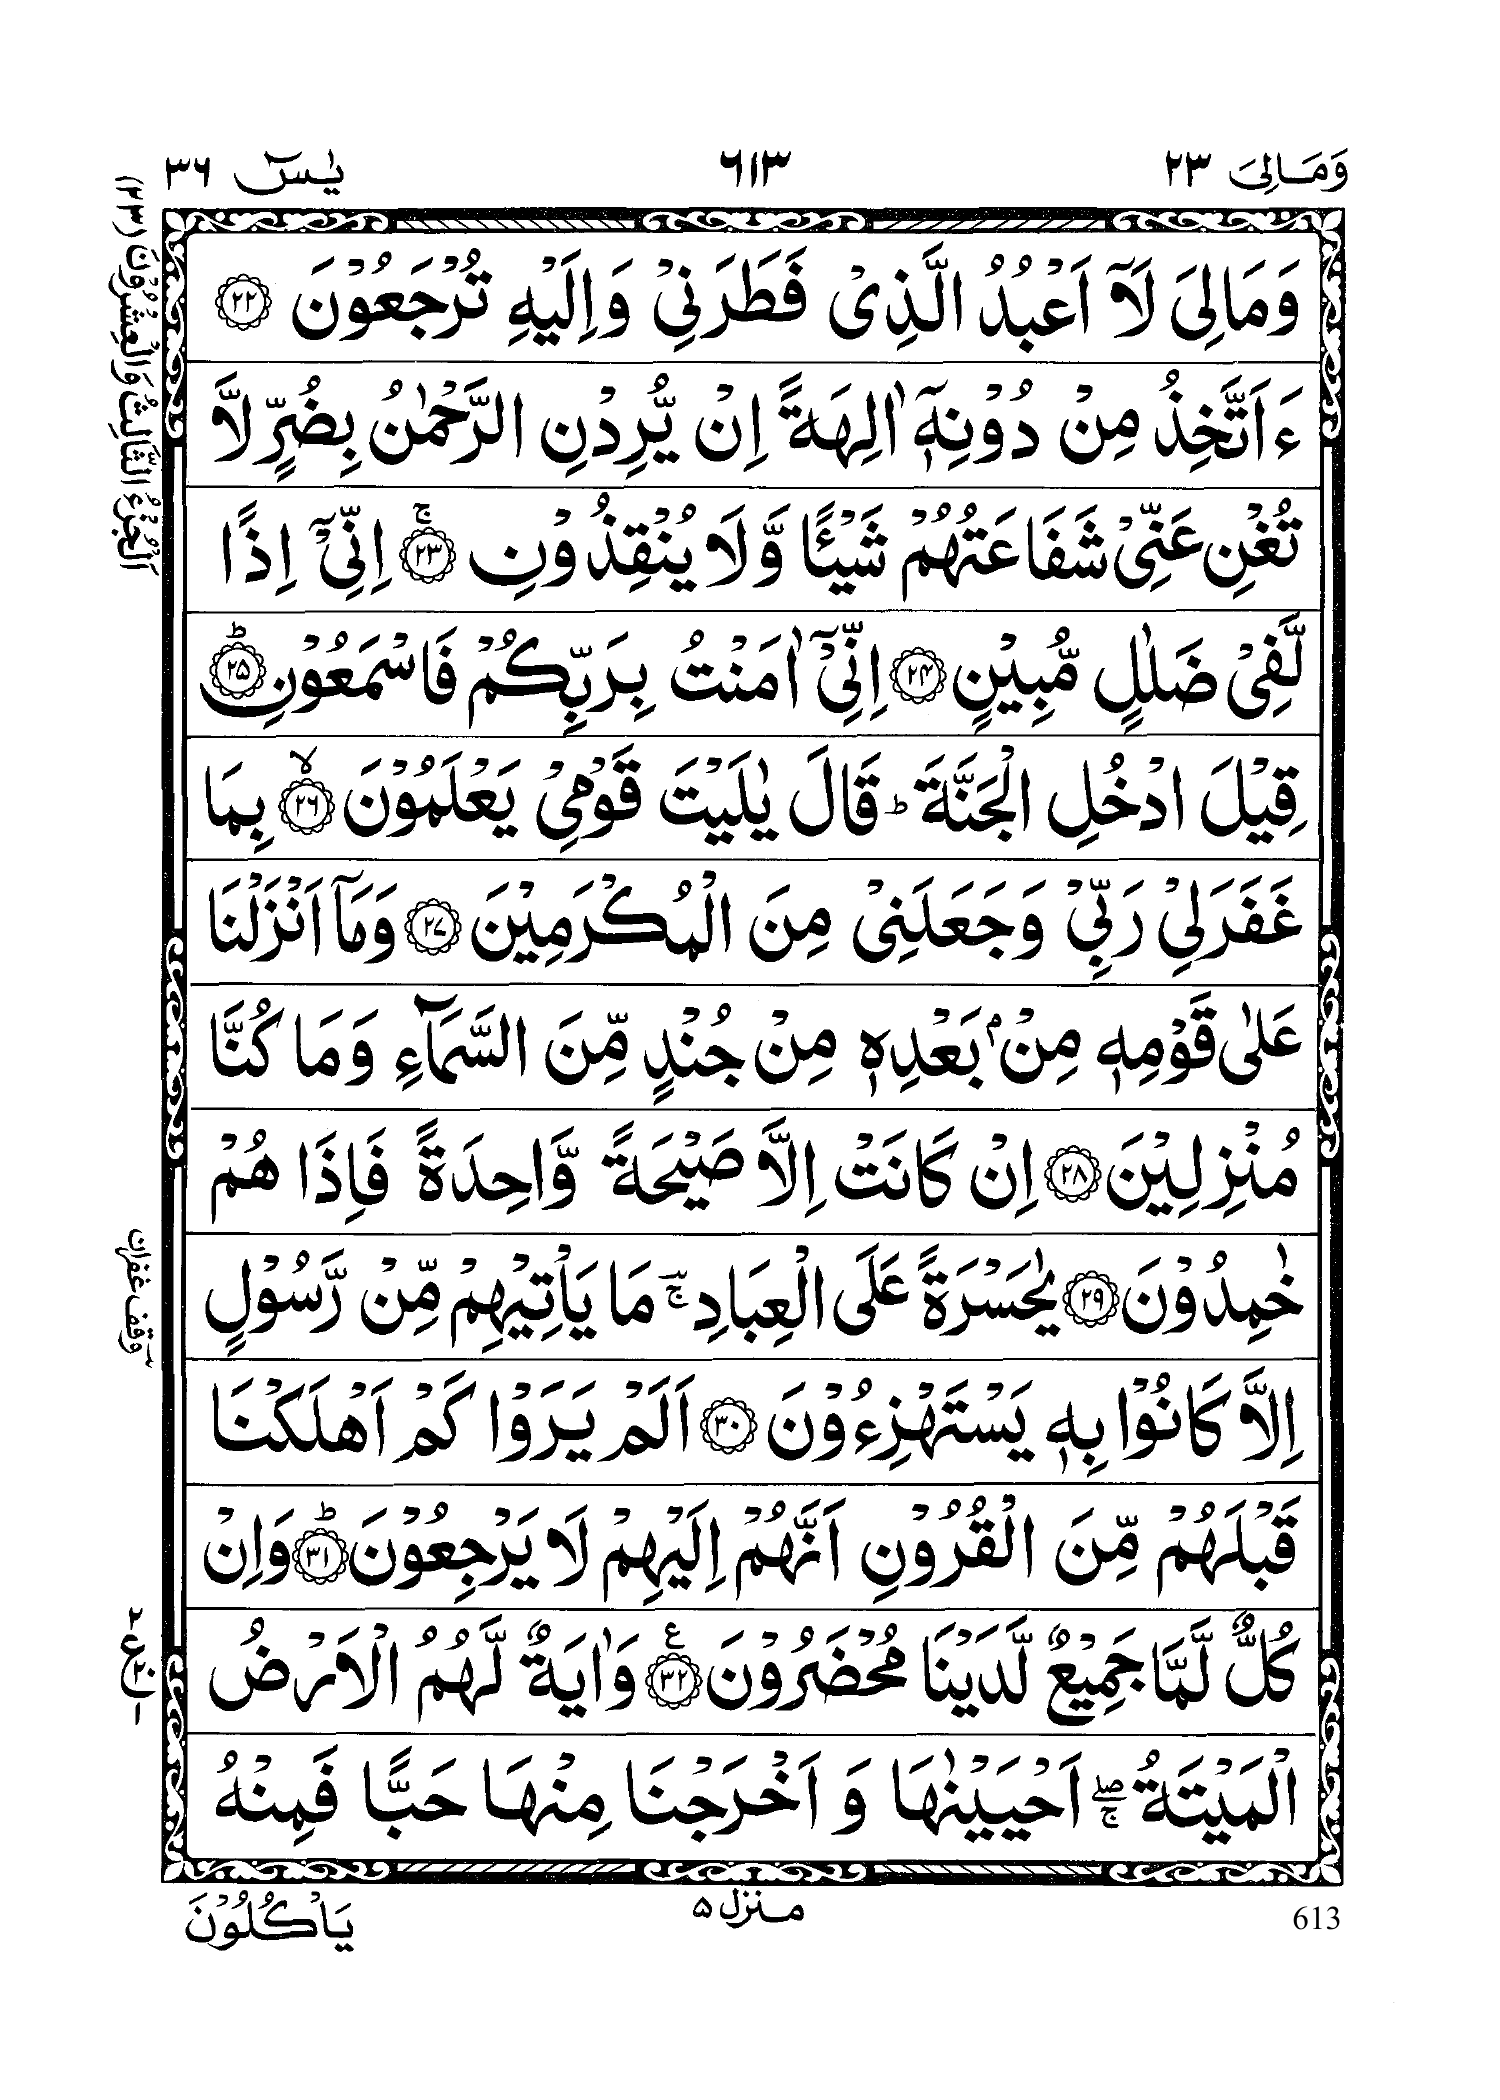 وَمَالِیَ ٢٣ ٦١٣ یٰسٓ ٣٦
وَمَالِیَ لَاۤ اَعْبُدُ الَّذِیْ فَطَرَنِیْ وَاِلَیْهِ تُرْجَعُوْنَ ﴿٢٢﴾
ءَاَتَّخِذُ مِنْ دُوْنِهٖۤ اٰلِهَةً اِنْ یُّرِدْنِ الرَّحْمٰنُ بِضُرٍّ لَّا
تُغْنِ عَنِّیْ شَفَاعَتُهُمْ شَیْـًٔا وَّلَا یُنْقِذُوْنِ ﴿٢٣﴾ۚ اِنِّیْۤ اِذًا
لَّفِیْ ضَلٰلٍ مُّبِیْنٍ ﴿٢٤﴾ اِنِّیْۤ اٰمَنْتُ بِرَبِّكُمْ فَاسْمَعُوْنِ ﴿٢٥﴾ؕ
قِیْلَ ادْخُلِ الْجَنَّةَ ؕ قَالَ یٰلَیْتَ قَوْمِیْ یَعْلَمُوْنَ ﴿٢٦﴾ۙ بِمَا
غَفَرَلِیْ رَبِّیْ وَجَعَلَنِیْ مِنَ الْمُكْرَمِیْنَ ﴿٢٧﴾ وَمَاۤ اَنْزَلْنَا
عَلٰی قَوْمِهٖ مِنْۢ بَعْدِهٖ مِنْ جُنْدٍ مِّنَ السَّمَآءِ وَمَا كُنَّا
مُنْزِلِیْنَ ﴿٢٨﴾ اِنْ كَانَتْ اِلَّا صَیْحَةً وَّاحِدَةً فَاِذَا هُمْ
خٰمِدُوْنَ ﴿٢٩﴾ یٰحَسْرَةً عَلَی الْعِبَادِ ۣۚ مَا یَاْتِیْهِمْ مِّنْ رَّسُوْلٍ
اِلَّا كَانُوْا بِهٖ یَسْتَهْزِءُوْنَ ﴿٣٠﴾ اَلَمْ یَرَوْا كَمْ اَهْلَكْنَا
قَبْلَهُمْ مِّنَ الْقُرُوْنِ اَنَّهُمْ اِلَیْهِمْ لَا یَرْجِعُوْنَ ﴿٣١﴾ؕ وَاِنْ
كُلٌّ لَّمَّا جَمِیْعٌ لَّدَیْنَا مُحْضَرُوْنَ ﴿٣٢﴾ع وَاٰیَةٌ لَّهُمُ الْاَرْضُ
الْمَیْتَةُ ۖۚ اَحْیَیْنٰهَا وَ اَخْرَجْنَا مِنْهَا حَبًّا فَمِنْهُ
یَاْكُلُوْنَ
منزل ۵
613
اَلْجُزْءُ الثَّالِثُ وَالْعِشْرُوْنَ (٢٣)
وقف غفران